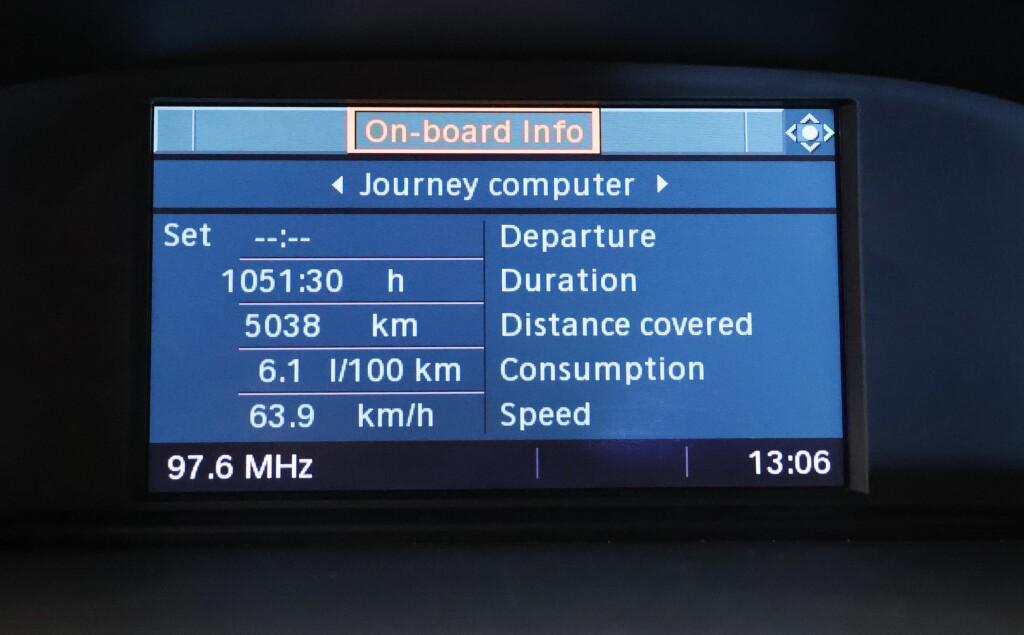 On-board Info
Journey computer
Set --:-- Departure
1051:30 h Duration
5038 km Distance covered
6.1 l/100 km Consumption
63.9 km/h Speed
97.6 MHz 13:06